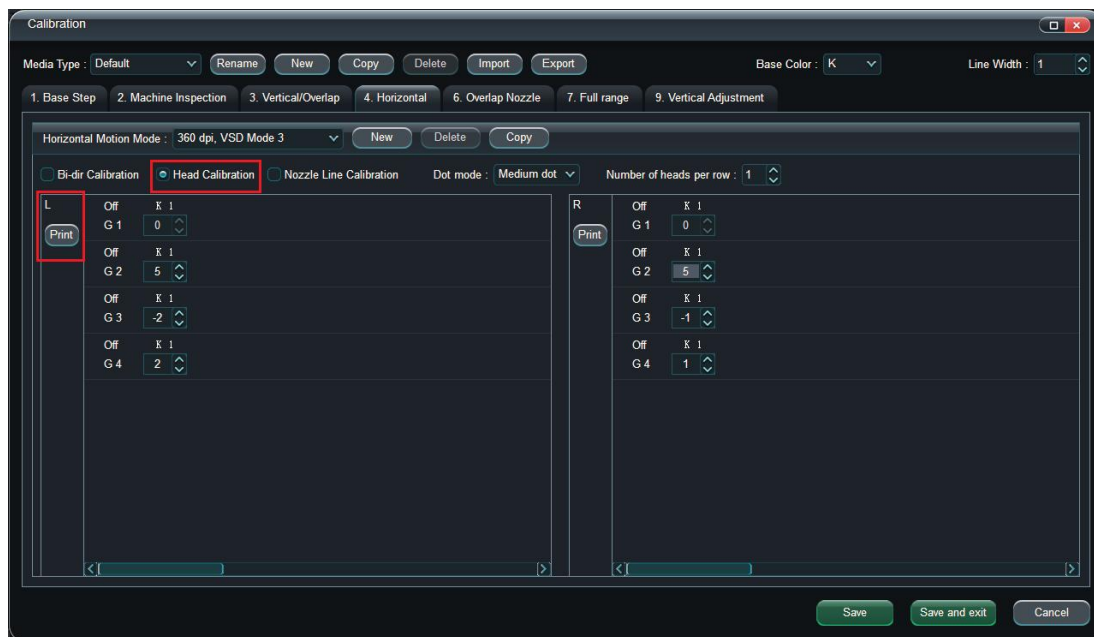 Calibration
Media Type : Default Rename New Copy Delete Import Export Base Color : K Line Width : 1
1. Base Step 2. Machine Inspection 3. Vertical/Overlap 4. Horizontal 6. Overlap Nozzle 7. Full range 9. Vertical Adjustment
Horizontal Motion Mode : 360 dpi, VSD Mode 3 New Delete Copy
Bi-dir Calibration Head Calibration Nozzle Line Calibration Dot mode : Medium dot Number of heads per row : 1
L Off K 1
Print G 1 0
Off K 1
G 2 5
Off K 1
G 3 -2
Off K 1
G 4 2
R Off K 1
Print G 1 0
Off K 1
G 2 5
Off K 1
G 3 -1
Off K 1
G 4 1
Save Save and exit Cancel